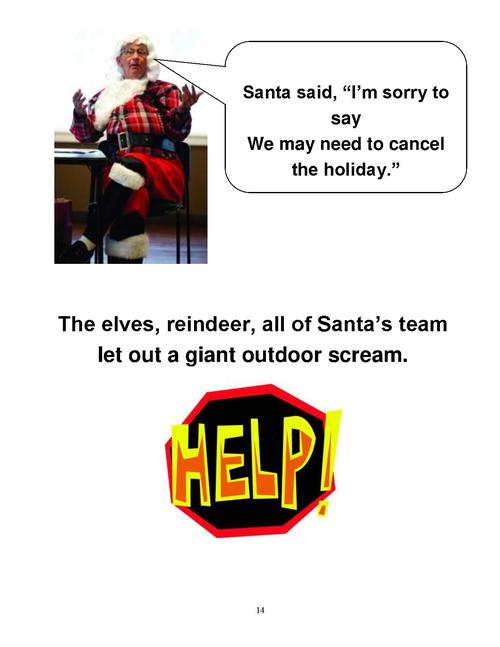 Santa said, “I’m sorry to
say
We may need to cancel
the holiday.”
The elves, reindeer, all of Santa’s team
let out a giant outdoor scream.
HELP!
14